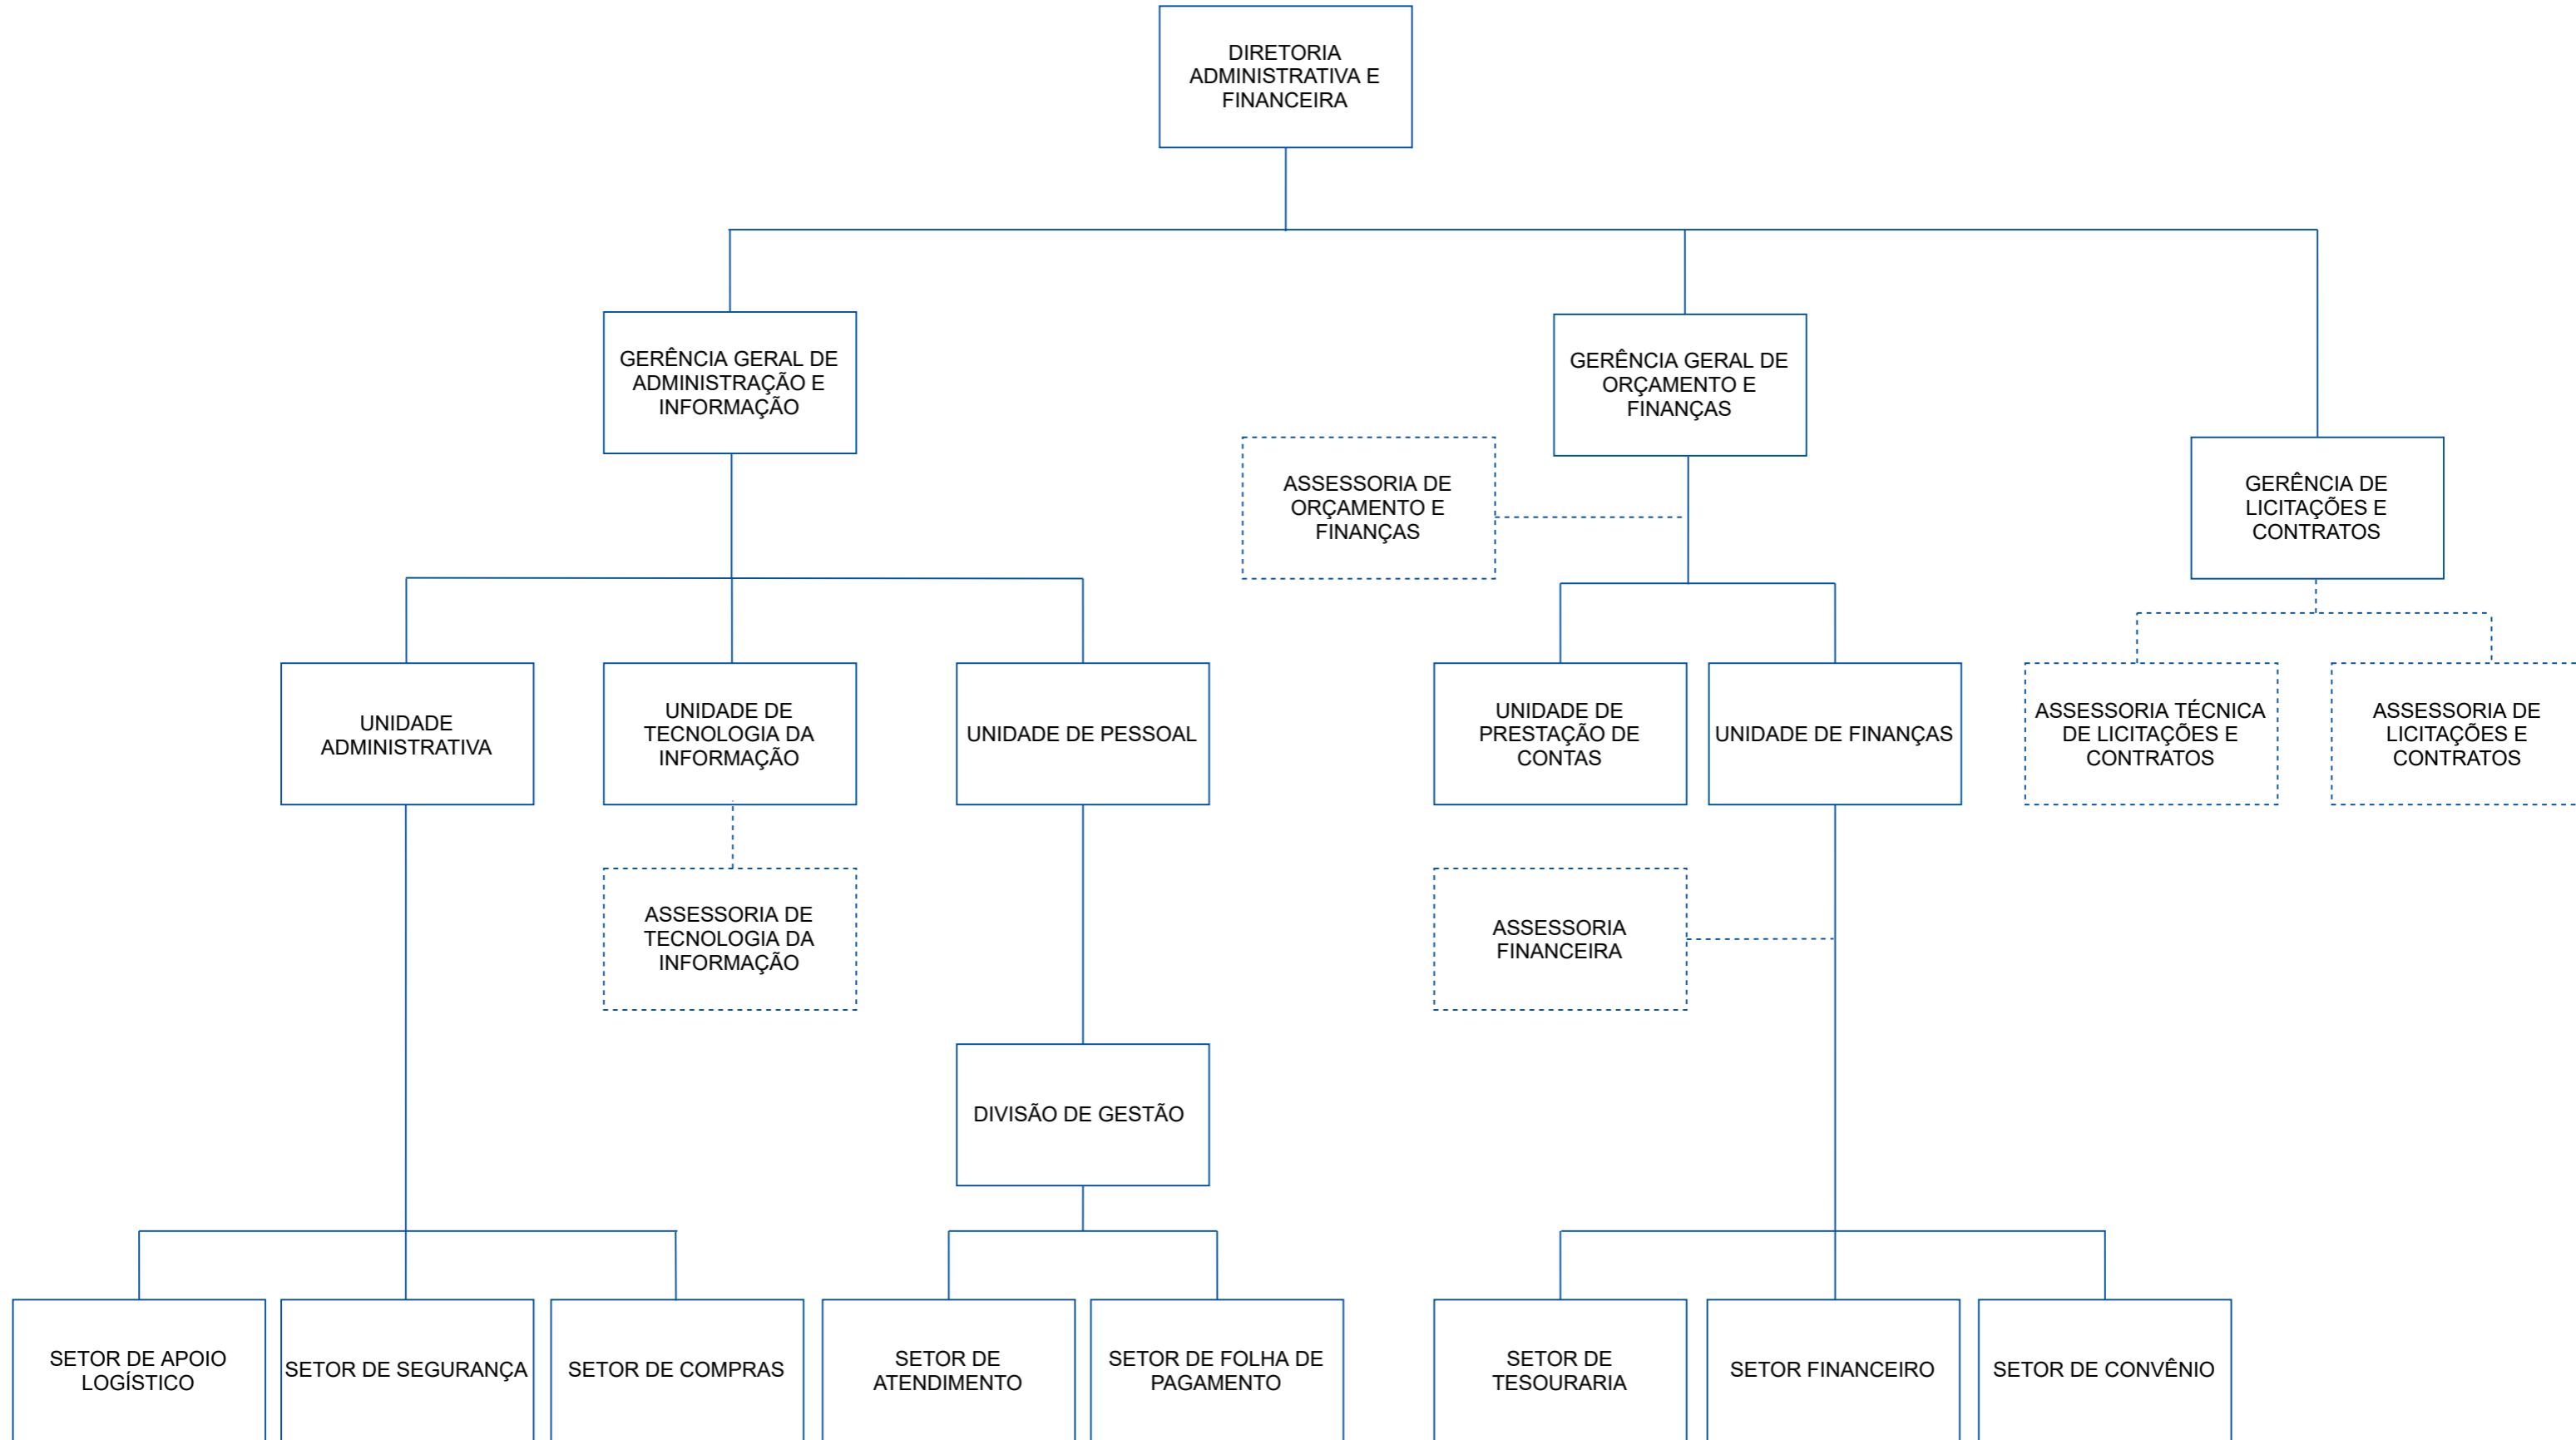 DIRETORIA
ADMINISTRATIVA E
FINANCEIRA
GERÊNCIA GERAL DE
ADMINISTRAÇÃO E
INFORMAÇÃO
GERÊNCIA GERAL DE
ORÇAMENTO E
FINANÇAS
ASSESSORIA DE
ORÇAMENTO E
FINANÇAS
GERÊNCIA DE
LICITAÇÕES E
CONTRATOS
UNIDADE
ADMINISTRATIVA
UNIDADE DE
TECNOLOGIA DA
INFORMAÇÃO
UNIDADE DE PESSOAL
UNIDADE DE
PRESTAÇÃO DE
CONTAS
UNIDADE DE FINANÇAS
ASSESSORIA TÉCNICA
DE LICITAÇÕES E
CONTRATOS
ASSESSORIA DE
LICITAÇÕES E
CONTRATOS
ASSESSORIA DE
TECNOLOGIA DA
INFORMAÇÃO
ASSESSORIA
FINANCEIRA
DIVISÃO DE GESTÃO
SETOR DE APOIO
LOGÍSTICO
SETOR DE SEGURANÇA
SETOR DE COMPRAS
SETOR DE
ATENDIMENTO
SETOR DE FOLHA DE
PAGAMENTO
SETOR DE
TESOURARIA
SETOR FINANCEIRO
SETOR DE CONVÊNIO